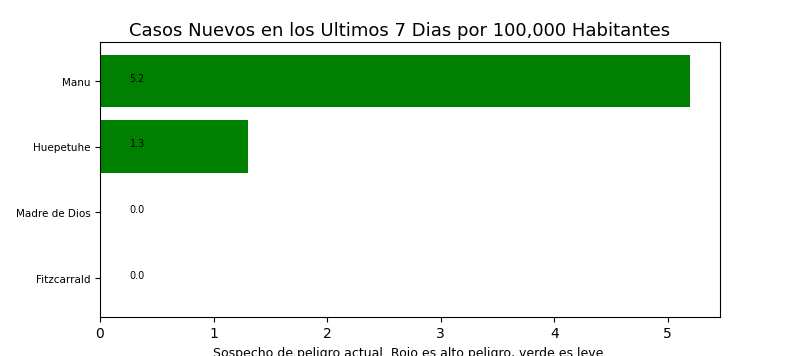 Casos Nuevos en los Ultimos 7 Dias por 100,000 Habitantes
Manu 5.2
Huepetuhe 1.3
Madre de Dios 0.0
Fitzcarrald 0.0
0 1 2 3 4 5
Sospecho de peligro actual. Rojo es alto peligro, verde es leve